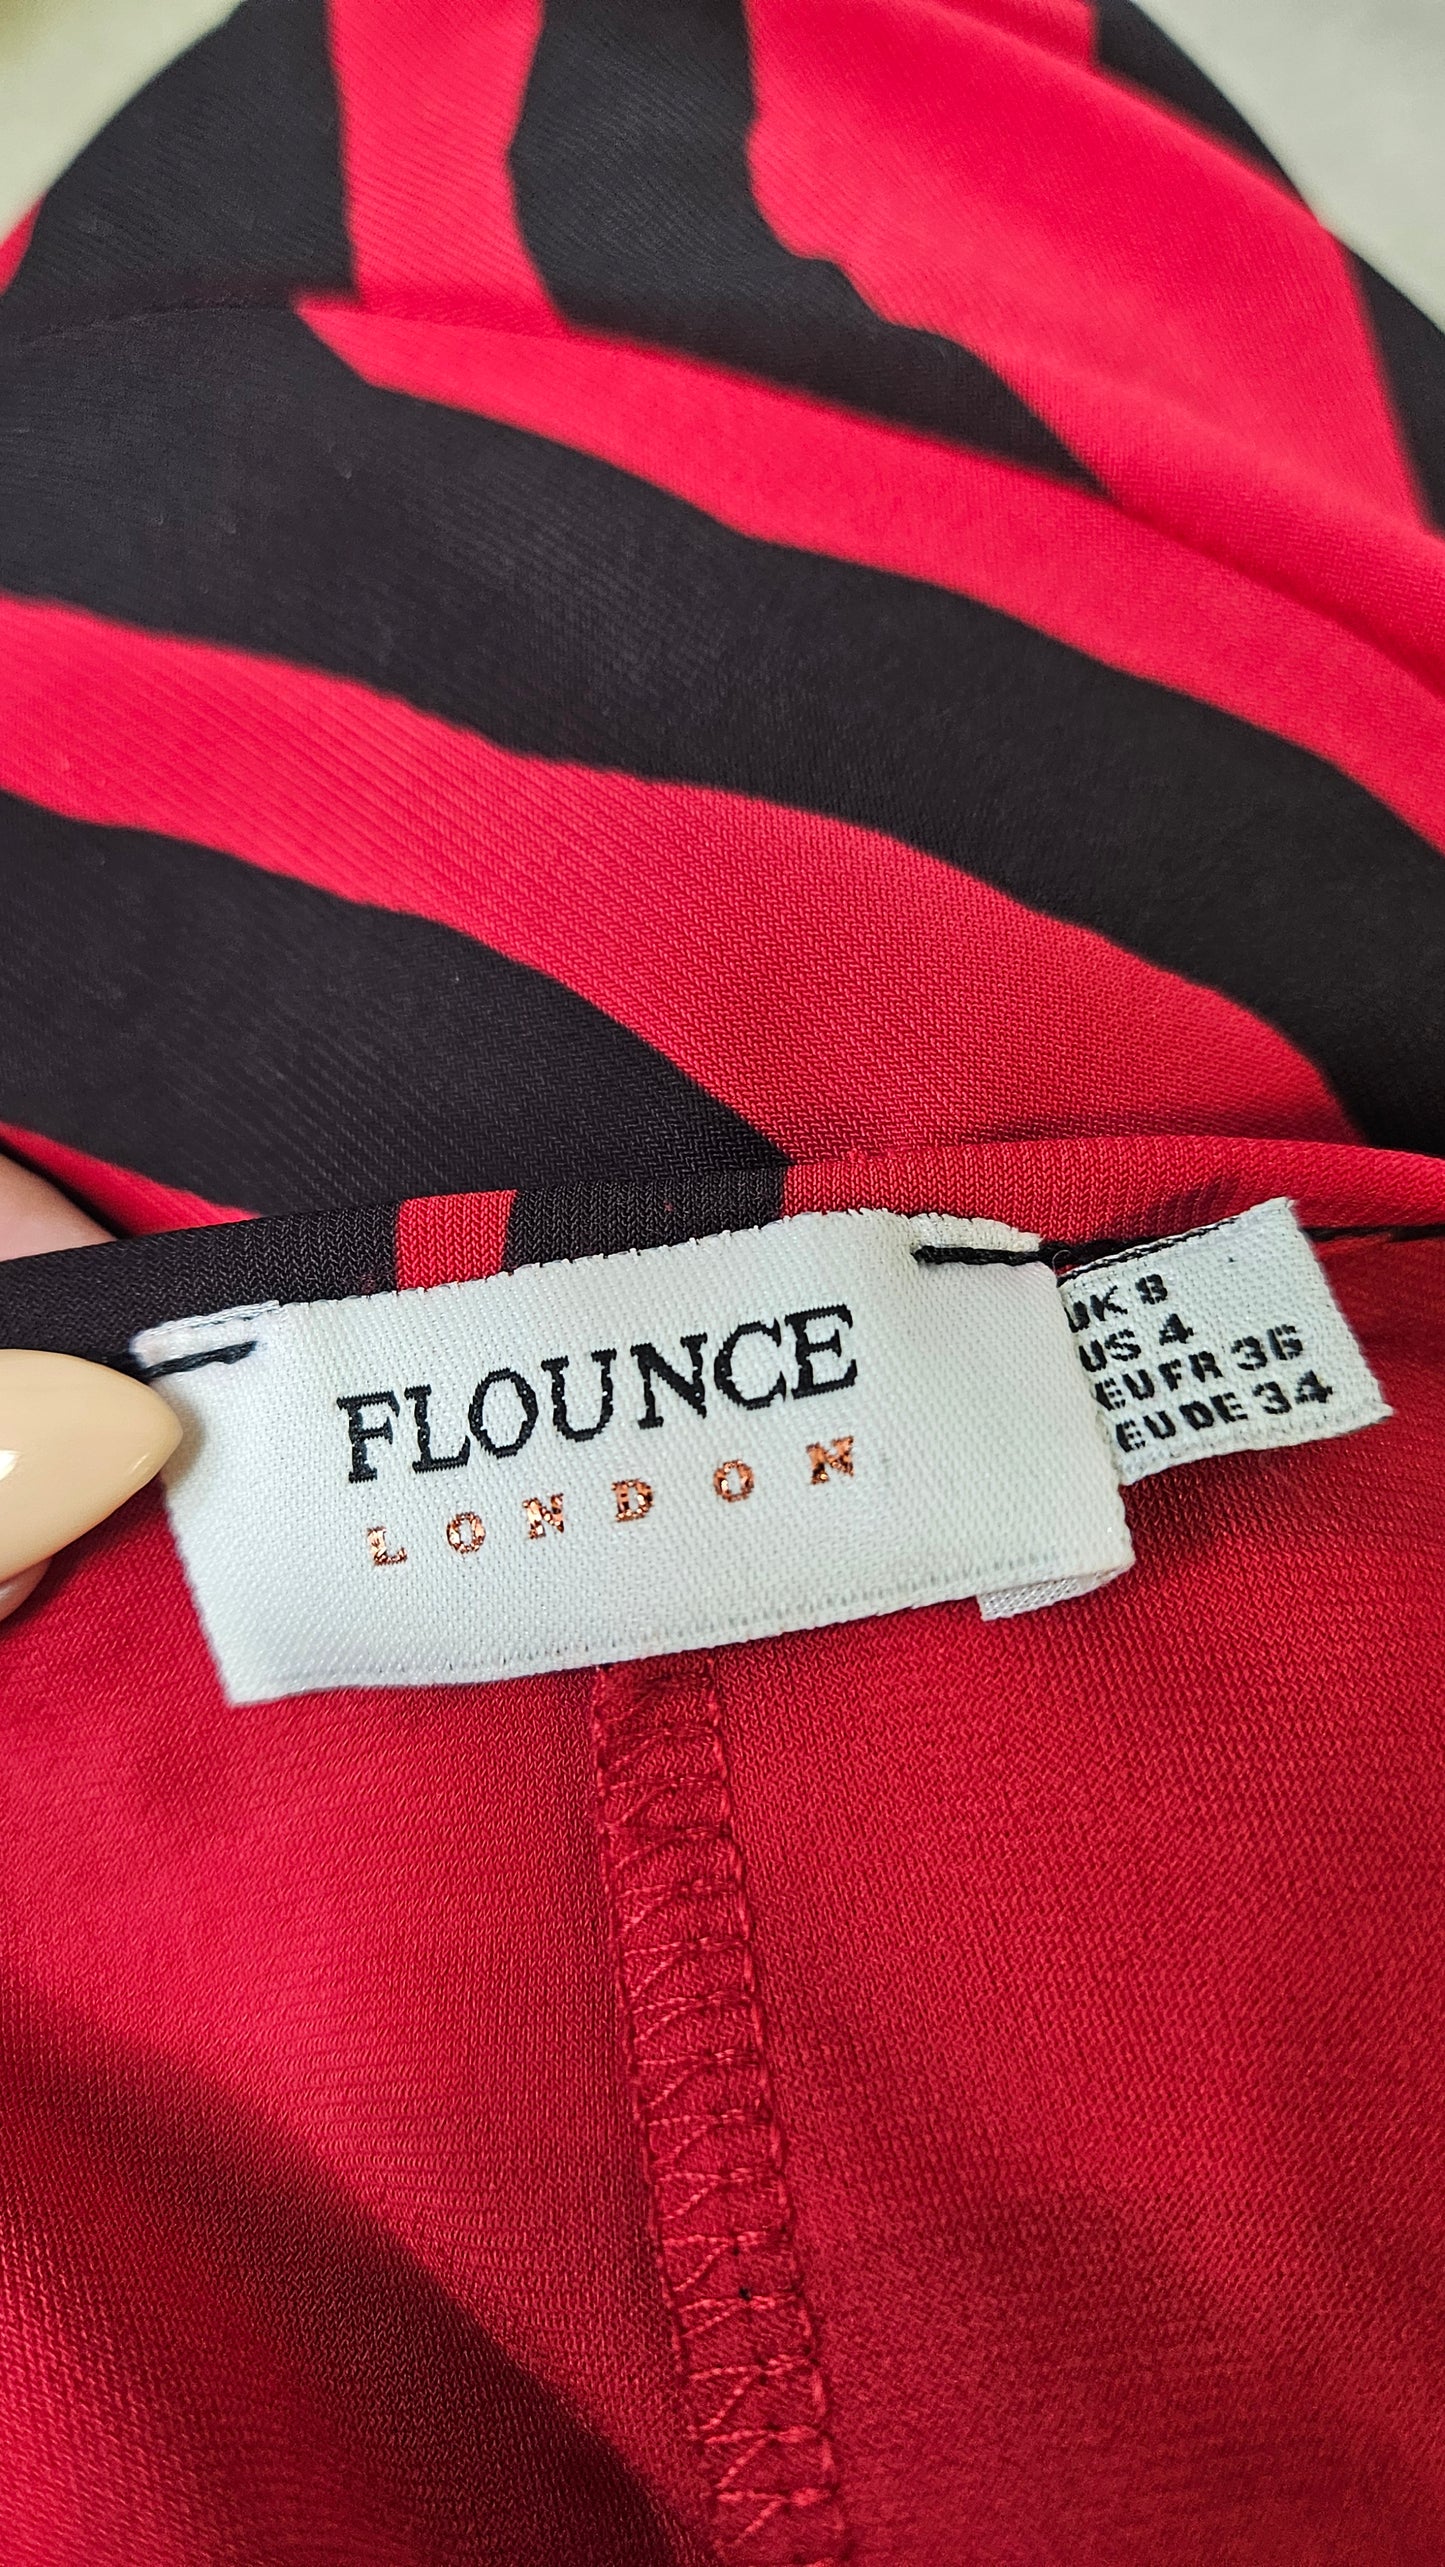 FLOUNCE
LONDON
UK 8
US 4
EUFR 36
EUDE 34